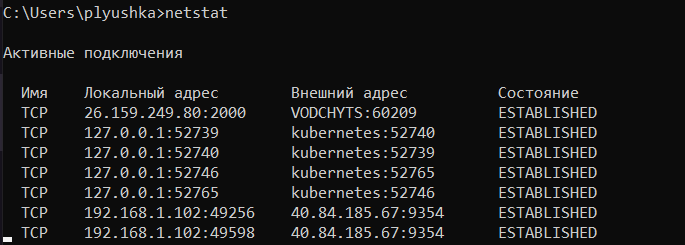 C:\Users\plyushka>netstat
Активные подключения
Имя Локальный адрес Внешний адрес Состояние
TCP 26.159.249.80:2000 VODCHYTS:60209 ESTABLISHED
TCP 127.0.0.1:52739 kubernetes:52740 ESTABLISHED
TCP 127.0.0.1:52740 kubernetes:52739 ESTABLISHED
TCP 127.0.0.1:52746 kubernetes:52765 ESTABLISHED
TCP 127.0.0.1:52765 kubernetes:52746 ESTABLISHED
TCP 192.168.1.102:49256 40.84.185.67:9354 ESTABLISHED
TCP 192.168.1.102:49598 40.84.185.67:9354 ESTABLISHED